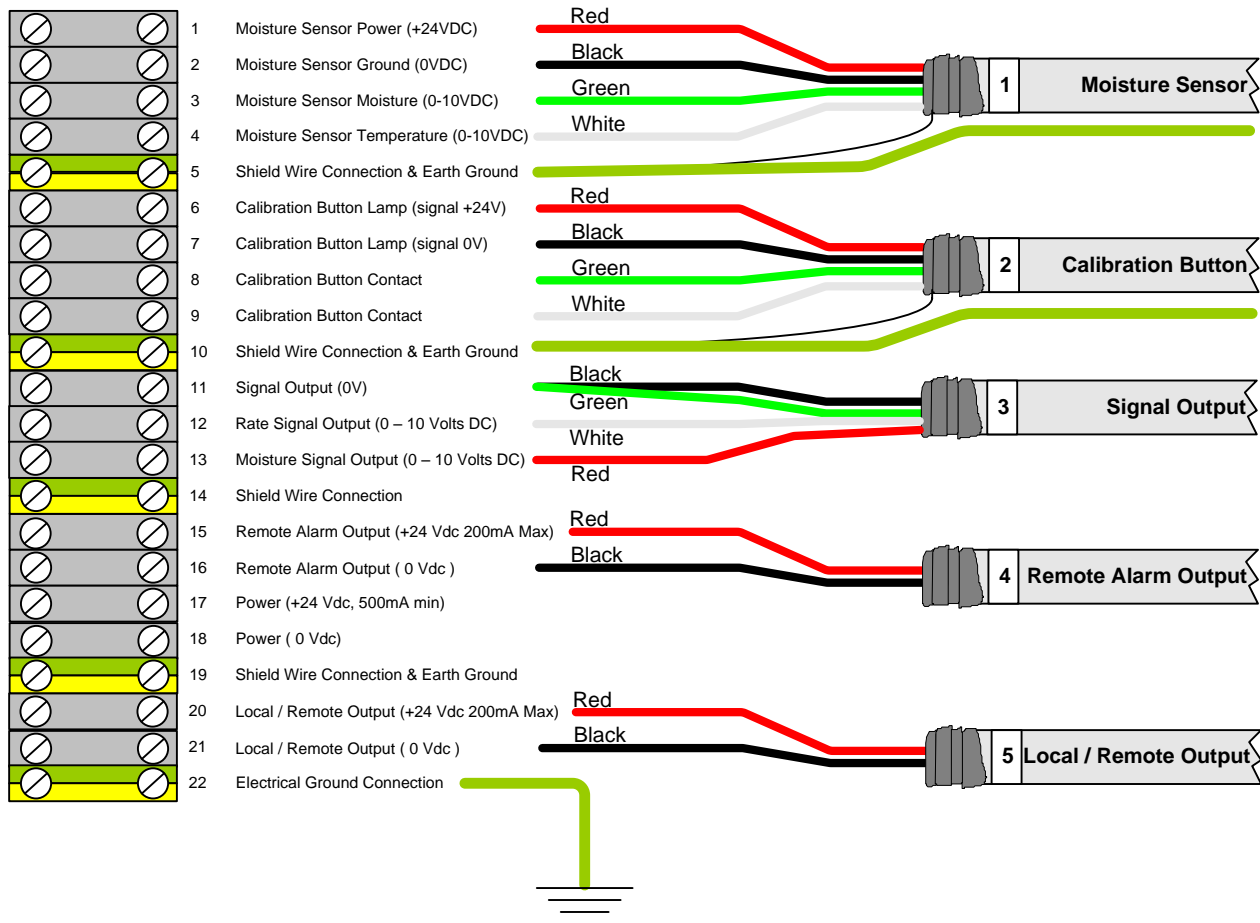 Red
1 Moisture Sensor Power (+24VDC)
Black
2 Moisture Sensor Ground (0VDC)
Green
3 Moisture Sensor Moisture (0-10VDC)
White
4 Moisture Sensor Temperature (0-10VDC)
5 Shield Wire Connection & Earth Ground
1 Moisture Sensor
Red
6 Calibration Button Lamp (signal +24V)
Black
7 Calibration Button Lamp (signal 0V)
Green
8 Calibration Button Contact
White
9 Calibration Button Contact
10 Shield Wire Connection & Earth Ground
2 Calibration Button
Black
11 Signal Output (0V)
Green
12 Rate Signal Output (0 – 10 Volts DC)
White
13 Moisture Signal Output (0 – 10 Volts DC)
Red
14 Shield Wire Connection
3 Signal Output
Red
15 Remote Alarm Output (+24 Vdc 200mA Max)
Black
16 Remote Alarm Output ( 0 Vdc )
4 Remote Alarm Output
17 Power (+24 Vdc, 500mA min)
18 Power ( 0 Vdc)
19 Shield Wire Connection & Earth Ground
Red
20 Local / Remote Output (+24 Vdc 200mA Max)
Black
21 Local / Remote Output ( 0 Vdc )
5 Local / Remote Output
22 Electrical Ground Connection